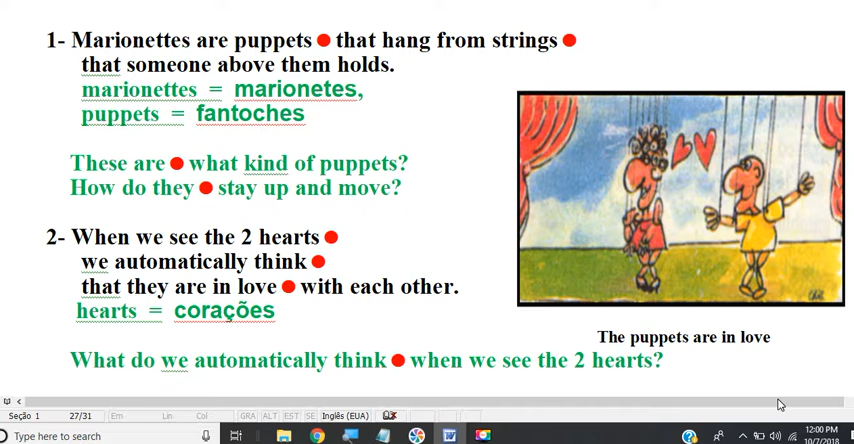 1- Marionettes are puppets ● that hang from strings ●
that someone above them holds.
marionettes = marionetes,
puppets = fantoches
These are ● what kind of puppets?
How do they ● stay up and move?
2- When we see the 2 hearts ●
we automatically think ●
that they are in love ● with each other.
hearts = corações
The puppets are in love
What do we automatically think ● when we see the 2 hearts?
Seção 1 27/31 Em Lin Col GRA ALT EST SE Inglês (EUA)
Type here to search
12:00 PM
10/7/2018